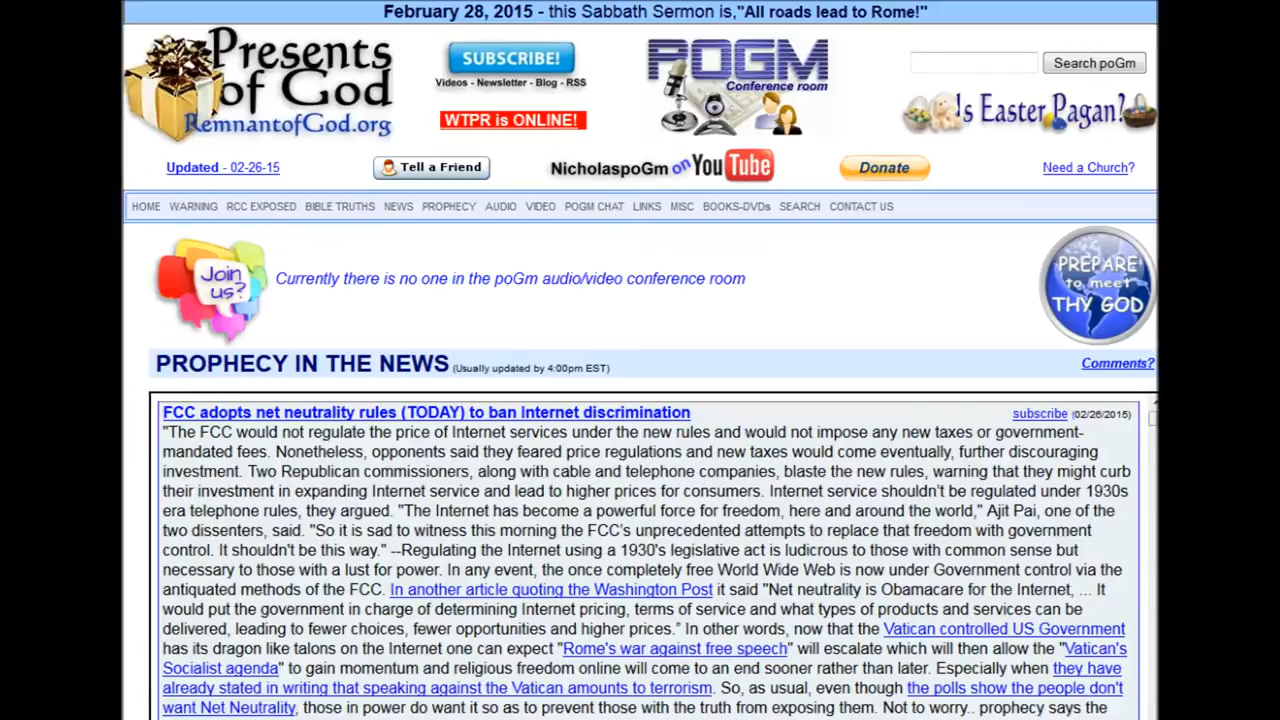 February 28, 2015 - this Sabbath Sermon is,"All roads lead to Rome!"
Presents of God
RemnantofGod.org
SUBSCRIBE!
Videos - Newsletter - Blog - RSS
WTPR is ONLINE!
POGM
Conference room
Search poGm
Is Easter Pagan?
Updated - 02-26-15
Tell a Friend
NicholaspoGm on YouTube
Donate
Need a Church?
HOME WARNING RCC EXPOSED BIBLE TRUTHS NEWS PROPHECY AUDIO VIDEO POGM CHAT LINKS MISC BOOKS-DVDs SEARCH CONTACT US
Join us?
Currently there is no one in the poGm audio/video conference room
PREPARE
to meet
THY GOD
PROPHECY IN THE NEWS (Usually updated by 4:00pm EST)
Comments?
FCC adopts net neutrality rules (TODAY) to ban Internet discrimination
subscribe (02/26/2015)
"The FCC would not regulate the price of Internet services under the new rules and would not impose any new taxes or government-
mandated fees. Nonetheless, opponents said they feared price regulations and new taxes would come eventually, further discouraging
investment. Two Republican commissioners, along with cable and telephone companies, blaste the new rules, warning that they might curb
their investment in expanding Internet service and lead to higher prices for consumers. Internet service shouldn't be regulated under 1930s
era telephone rules, they argued. "The Internet has become a powerful force for freedom, here and around the world," Ajit Pai, one of the
two dissenters, said. "So it is sad to witness this morning the FCC's unprecedented attempts to replace that freedom with government
control. It shouldn't be this way." --Regulating the Internet using a 1930's legislative act is ludicrous to those with common sense but
necessary to those with a lust for power. In any event, the once completely free World Wide Web is now under Government control via the
antiquated methods of the FCC. In another article quoting the Washington Post it said "Net neutrality is Obamacare for the Internet, ... It
would put the government in charge of determining Internet pricing, terms of service and what types of products and services can be
delivered, leading to fewer choices, fewer opportunities and higher prices." In other words, now that the Vatican controlled US Government
has its dragon like talons on the Internet one can expect "Rome's war against free speech" will escalate which will then allow the "Vatican's
Socialist agenda" to gain momentum and religious freedom online will come to an end sooner rather than later. Especially when they have
already stated in writing that speaking against the Vatican amounts to terrorism. So, as usual, even though the polls show the people don't
want Net Neutrality, those in power do want it so as to prevent those with the truth from exposing them. Not to worry.. prophecy says the